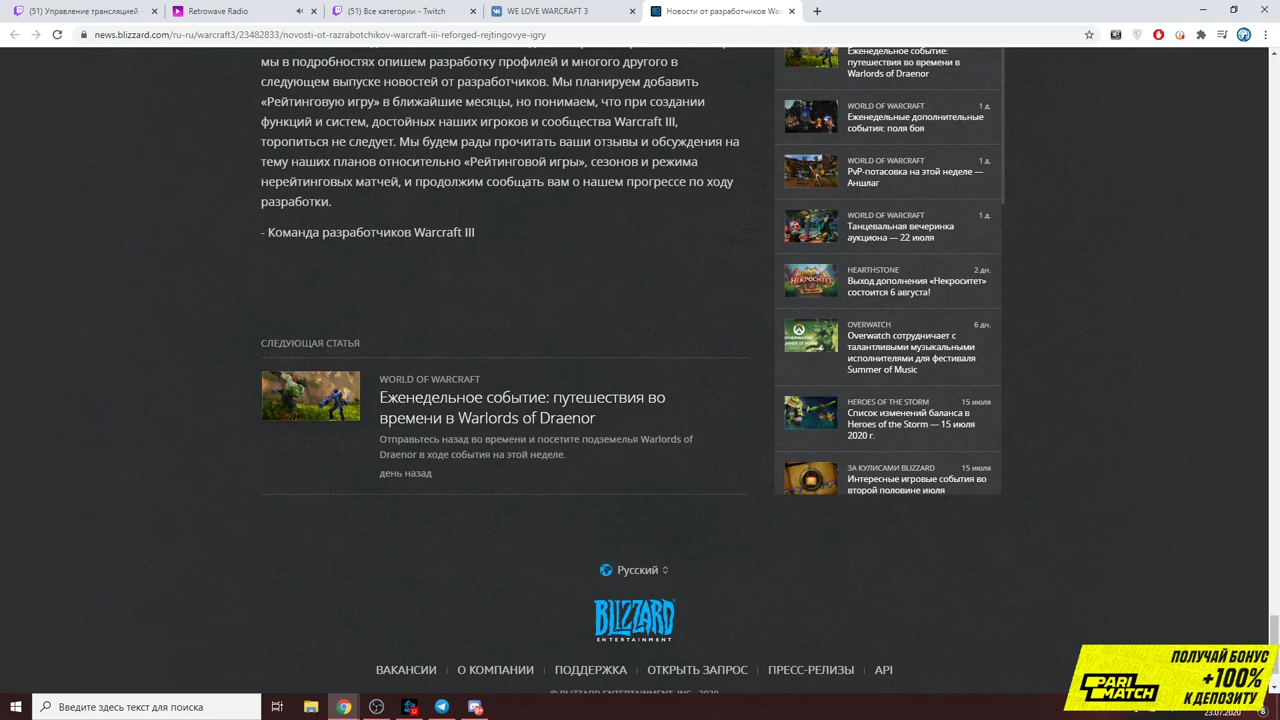 (51) Управление трансляцией
Retrowave Radio
(51) Все категории - Twitch
WE LOVE WARCRAFT 3
Новости от разработчиков Warc
news.blizzard.com/ru-ru/warcraft3/23482833/novosti-ot-razrabotchikov-warcraft-iii-reforged-rejtingovye-igry
мы в подробностях опишем разработку профилей и многого другого в
следующем выпуске новостей от разработчиков. Мы планируем добавить
«Рейтинговую игру» в ближайшие месяцы, но понимаем, что при создании
функций и систем, достойных наших игроков и сообщества Warcraft III,
торопиться не следует. Мы будем рады прочитать ваши отзывы и обсуждения на
тему наших планов относительно «Рейтинговой игры», сезонов и режима
нерейтинговых матчей, и продолжим сообщать вам о нашем прогрессе по ходу
разработки.
- Команда разработчиков Warcraft III
СЛЕДУЮЩАЯ СТАТЬЯ
WORLD OF WARCRAFT
Еженедельное событие: путешествия во
времени в Warlords of Draenor
Отправьтесь назад во времени и посетите подземелья Warlords of
Draenor в ходе события на этой неделе.
день назад
Еженедельное событие:
путешествия во времени в
Warlords of Draenor
WORLD OF WARCRAFT 1 д.
Еженедельные дополнительные
события: поля боя
WORLD OF WARCRAFT 1 д.
PvP-потасовка на этой неделе —
Аншлаг
WORLD OF WARCRAFT 1 д.
Танцевальная вечеринка
аукциона — 22 июля
HEARTHSTONE 2 дн.
Выход дополнения «Некроситет»
состоится 6 августа!
OVERWATCH 6 дн.
Overwatch сотрудничает с
талантливыми музыкальными
исполнителями для фестиваля
Summer of Music
HEROES OF THE STORM 15 июля
Список изменений баланса в
Heroes of the Storm — 15 июля
2020 г.
ЗА КУЛИСАМИ BLIZZARD 15 июля
Интересные игровые события во
второй половине июля
Русский
BLIZZARD
ENTERTAINMENT
ВАКАНСИИ О КОМПАНИИ ПОДДЕРЖКА ОТКРЫТЬ ЗАПРОС ПРЕСС-РЕЛИЗЫ API
© BLIZZARD ENTERTAINMENT, INC., 2020
ПОЛУЧАЙ БОНУС
+100%
К ДЕПОЗИТУ
PARI
MATCH
Введите здесь текст для поиска
23.07.2020